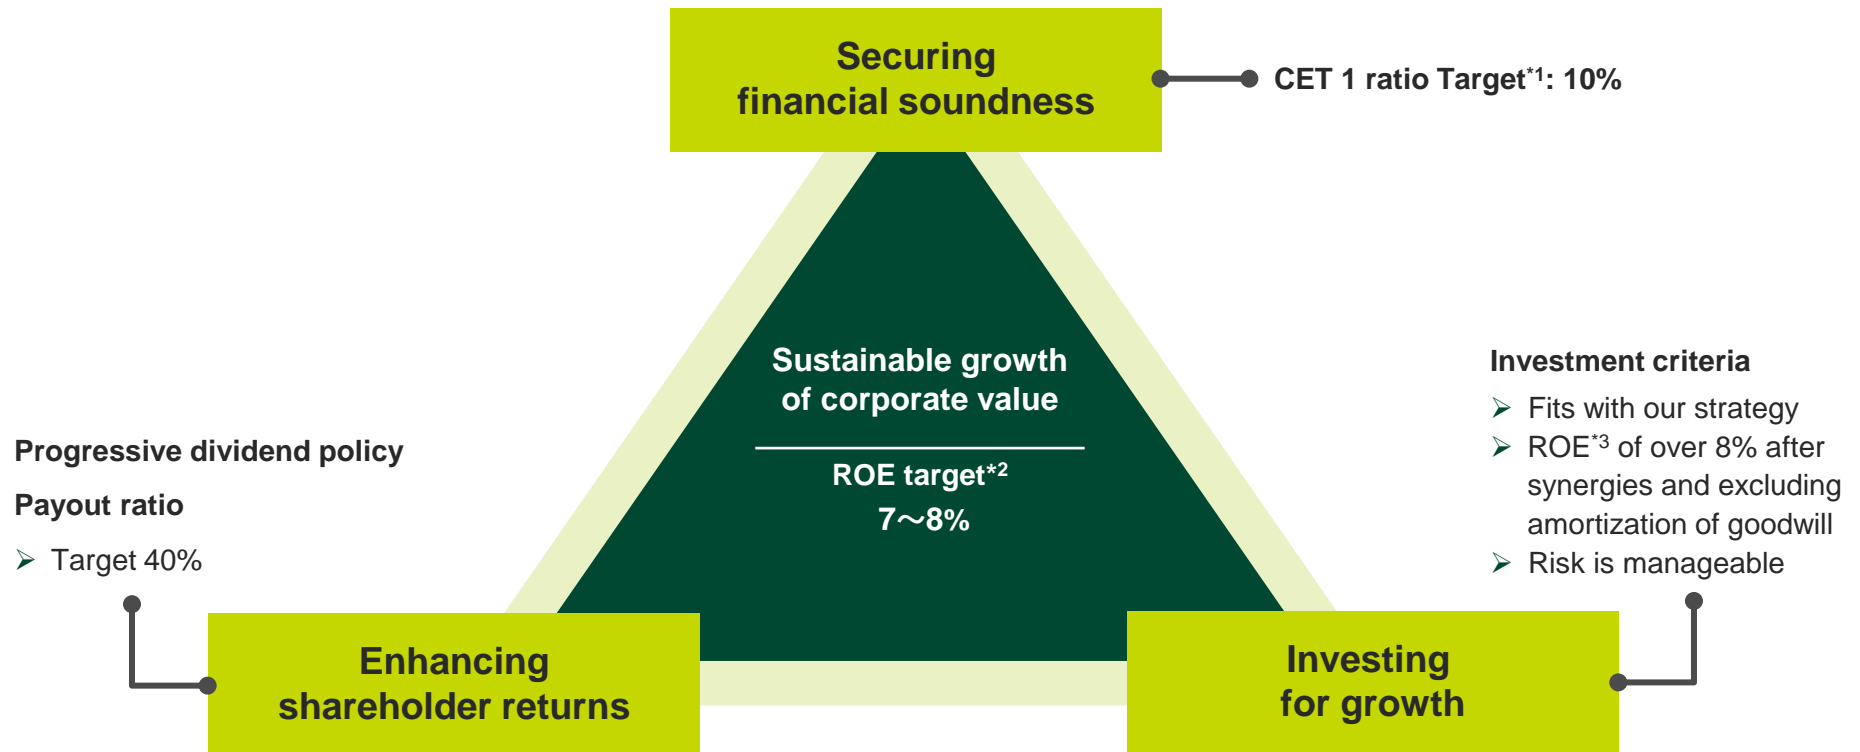 Securing
financial soundness
CET 1 ratio Target*1: 10%
Sustainable growth
of corporate value
ROE target*2
7～8%
Progressive dividend policy
Payout ratio
➢ Target 40%
Enhancing
shareholder returns
Investment criteria
➢ Fits with our strategy
➢ ROE*3 of over 8% after
synergies and excluding
amortization of goodwill
➢ Risk is manageable
Investing
for growth